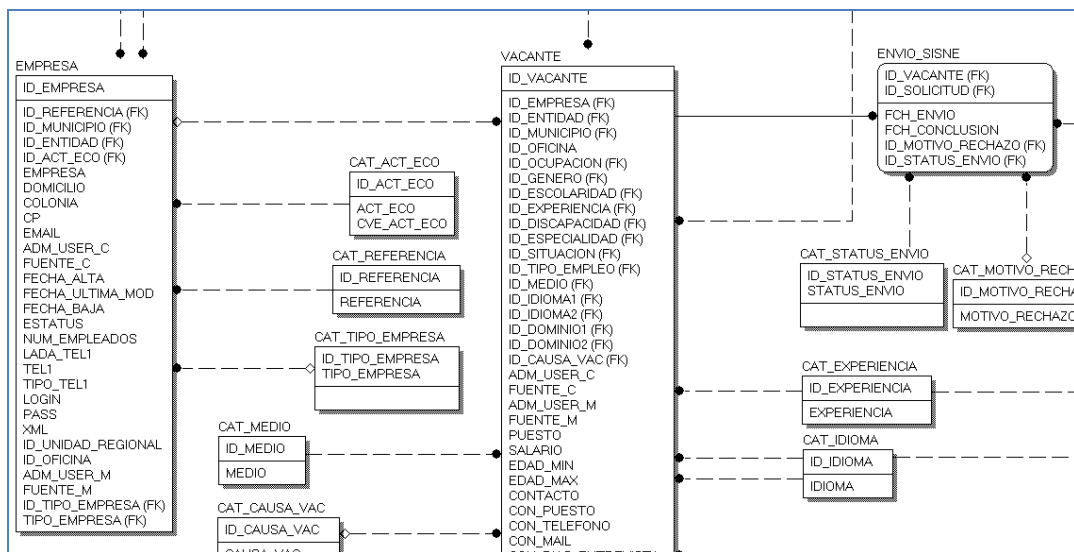 EMPRESA
ID_EMPRESA
ID_REFERENCIA (FK)
ID_MUNICIPIO (FK)
ID_ENTIDAD (FK)
ID_ACT_ECO (FK)
EMPRESA
DOMICILIO
COLONIA
CP
EMAIL
ADM_USER_C
FUENTE_C
FECHA_ALTA
FECHA_ULTIMA_MOD
FECHA_BAJA
ESTATUS
NUM_EMPLEADOS
LADA_TEL1
TEL1
TIPO_TEL1
LOGIN
PASS
XML
ID_UNIDAD_REGIONAL
ID_OFICINA
ADM_USER_M
FUENTE_M
ID_TIPO_EMPRESA (FK)
TIPO_EMPRESA (FK)
CAT_ACT_ECO
ID_ACT_ECO
ACT_ECO
CVE_ACT_ECO
CAT_REFERENCIA
ID_REFERENCIA
REFERENCIA
CAT_TIPO_EMPRESA
ID_TIPO_EMPRESA
TIPO_EMPRESA
CAT_MEDIO
ID_MEDIO
MEDIO
CAT_CAUSA_VAC
ID_CAUSA_VAC
CAUSA_VAC
VACANTE
ID_VACANTE
ID_EMPRESA (FK)
ID_ENTIDAD (FK)
ID_MUNICIPIO (FK)
ID_OFICINA
ID_OCUPACION (FK)
ID_GENERO (FK)
ID_ESCOLARIDAD (FK)
ID_EXPERIENCIA (FK)
ID_DISCAPACIDAD (FK)
ID_ESPECIALIDAD (FK)
ID_SITUACION (FK)
ID_TIPO_EMPLEO (FK)
ID_MEDIO (FK)
ID_IDIOMA1 (FK)
ID_IDIOMA2 (FK)
ID_DOMINIO1 (FK)
ID_DOMINIO2 (FK)
ID_CAUSA_VAC (FK)
ADM_USER_C
FUENTE_C
ADM_USER_M
FUENTE_M
PUESTO
SALARIO
EDAD_MIN
EDAD_MAX
CONTACTO
CON_PUESTO
CON_TELEFONO
CON_MAIL
ENVIO_SISNE
ID_VACANTE (FK)
ID_SOLICITUD (FK)
FCH_ENVIO
FCH_CONCLUSION
ID_MOTIVO_RECHAZO (FK)
ID_STATUS_ENVIO (FK)
CAT_STATUS_ENVIO
ID_STATUS_ENVIO
STATUS_ENVIO
CAT_MOTIVO_RECH
ID_MOTIVO_RECHA
MOTIVO_RECHAZO
CAT_EXPERIENCIA
ID_EXPERIENCIA
EXPERIENCIA
CAT_IDIOMA
ID_IDIOMA
IDIOMA